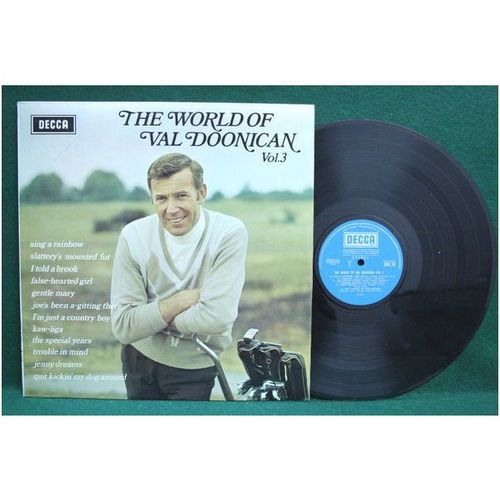 DECCA
THE WORLD OF
VAL DOONICAN
Vol.3
sing a rainbow
slattery's mounted fut
I told a brook
false-hearted girl
gentle mary
joe's been a-gitting there
I'm just a country boy
kaw-liga
the special years
trouble in mind
jenny dreams
quit kickin' my dog around
DECCA